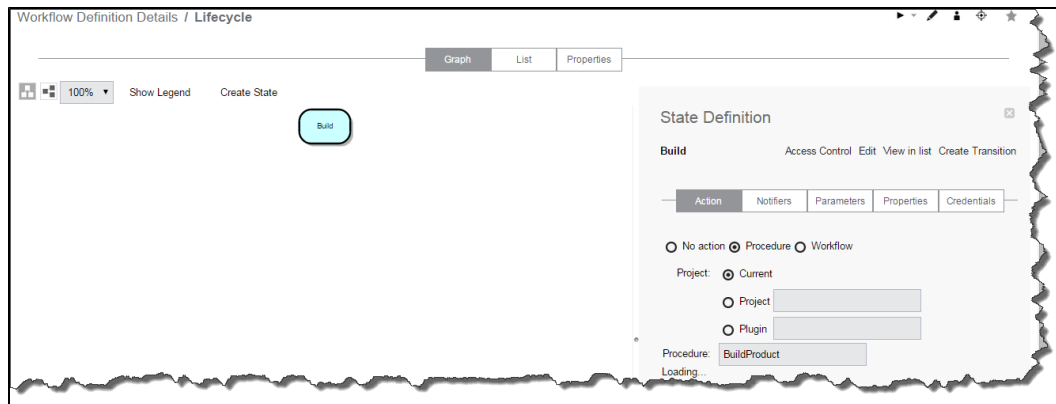 Workflow Definition Details / Lifecycle
Graph List Properties
100% Show Legend Create State
Build
State Definition
Build Access Control Edit View in list Create Transition
Action Notifiers Parameters Properties Credentials
No action Procedure Workflow
Project: Current
Project
Plugin
Procedure: BuildProduct
Loading...